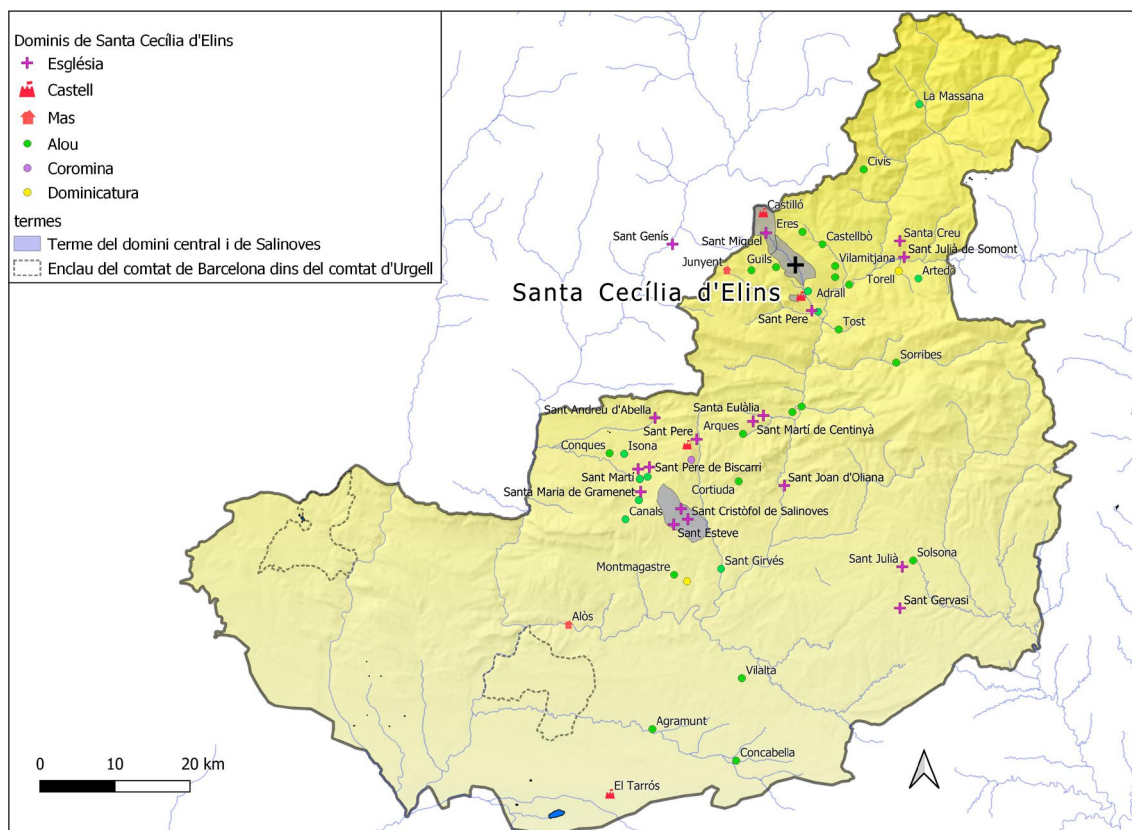 Dominis de Santa Cecília d'Elins
Església
Castell
Mas
Alou
Coromina
Dominicatura
termes
Terme del domini central i de Salinoves
Enclau del comtat de Barcelona dins del comtat d'Urgell
La Massana
Civís
Castilló
Eres
Sant Genís
Sant Miquel
Castellbò
Santa Creu
Sant Julià de Somont
Junyent
Guils
Vilamitjana
Torell
Artedó
Santa Cecília d'Elins
Adrall
Sant Pere
Tost
Sorribes
Sant Andreu d'Abella
Santa Eulàlia
Sant Pere
Arques
Sant Martí de Centinyà
Conques
Isona
Sant Pere de Biscarri
Sant Martí
Sant Joan d'Oliana
Santa Maria de Gramenet
Cortiuda
Canals
Sant Cristòfol de Salinoves
Sant Esteve
Montmagastre
Sant Girvés
Sant Julià
Solsona
Sant Gervasi
Alòs
Vilalta
Agramunt
Concabella
El Tarrós
0 10 20 km